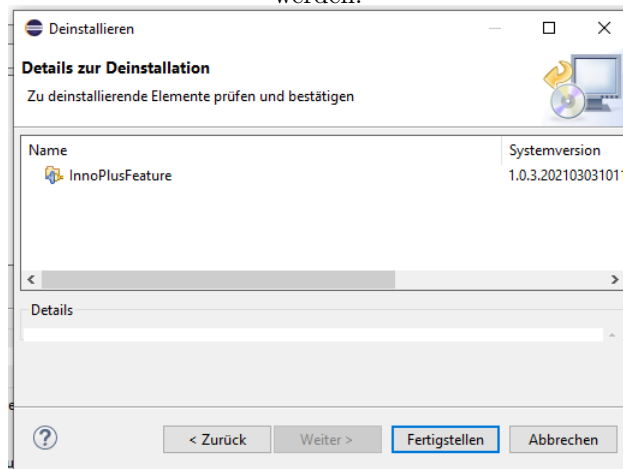 werden.
Deinstallieren
Details zur Deinstallation
Zu deinstallierende Elemente prüfen und bestätigen
Name Systemversion
InnoPlusFeature 1.0.3.20210303101
Details
< Zurück Weiter > Fertigstellen Abbrechen